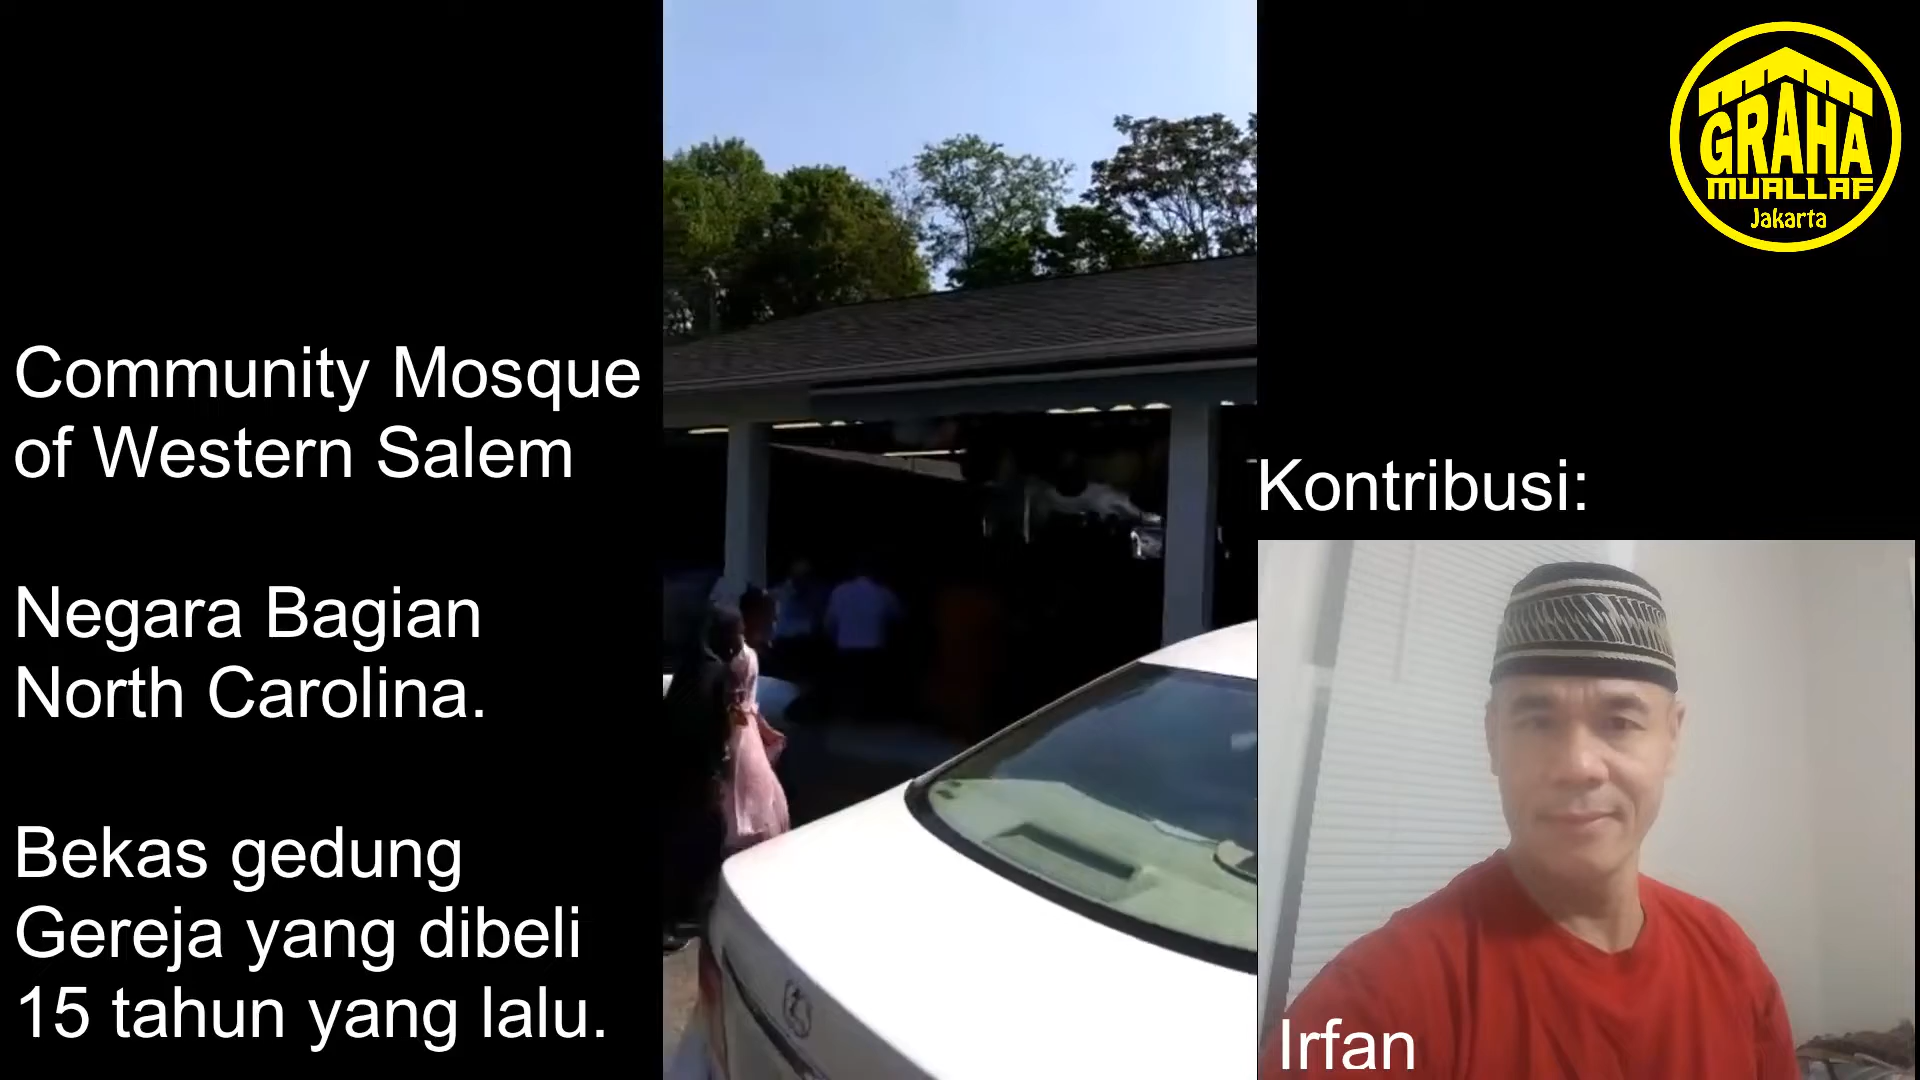 Community Mosque
of Western Salem
Negara Bagian
North Carolina.
Bekas gedung
Gereja yang dibeli
15 tahun yang lalu.
GRAHA
MUALLAF
Jakarta
Kontribusi:
Irfan